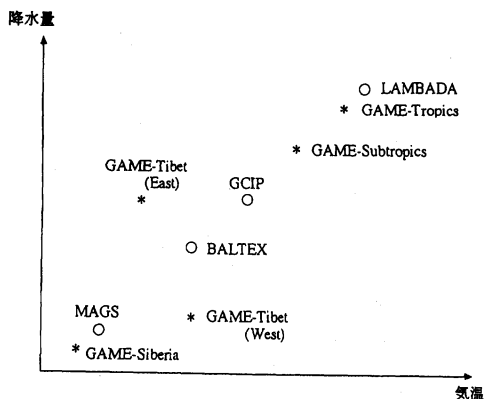 降水量
LAMBADA
GAME-Tropics
GAME-Subtropics
GAME-Tibet
(East)
GCIP
BALTEX
MAGS
GAME-Tibet
(West)
GAME-Siberia
気温